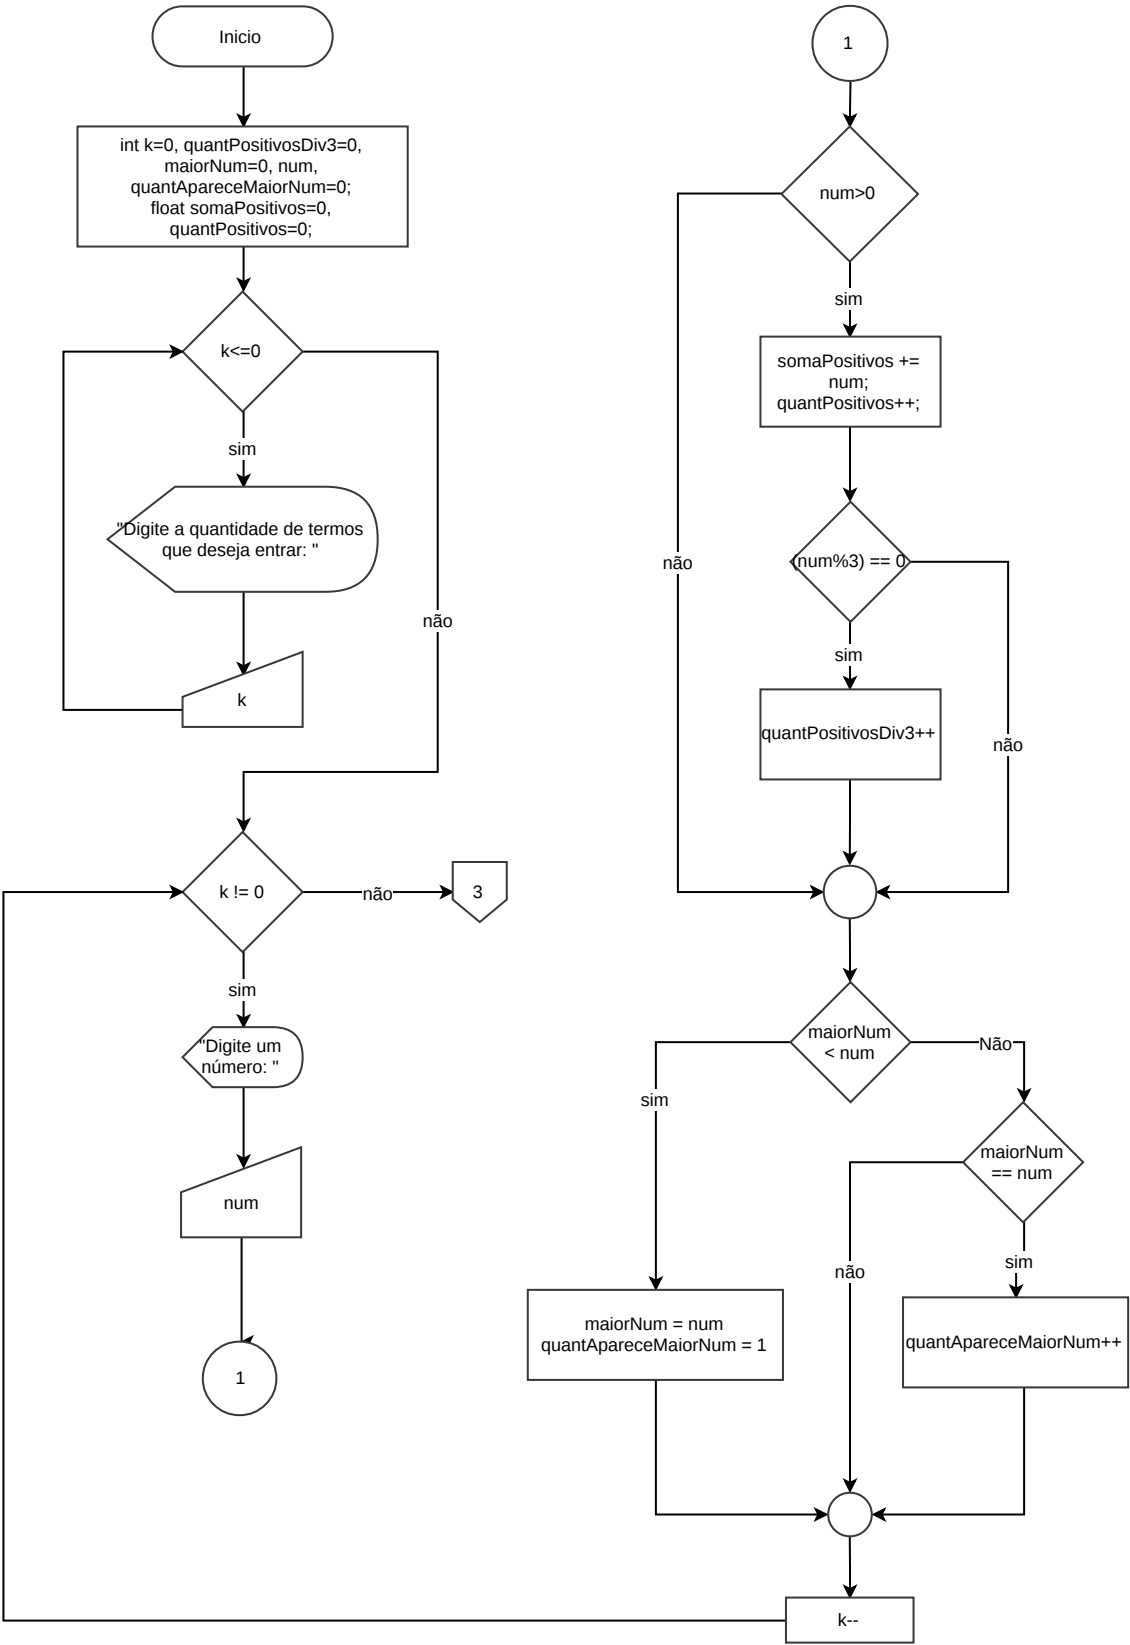 Inicio
int k=0, quantPositivosDiv3=0,
maiorNum=0, num,
quantApareceMaiorNum=0;
float somaPositivos=0,
quantPositivos=0;
k<=0
sim
"Digite a quantidade de termos
que deseja entrar: "
não
k
k != 0
não
3
sim
"Digite um
número: "
num
1
1
num>0
sim
somaPositivos +=
num;
quantPositivos++;
não
(num%3) == 0
sim
quantPositivosDiv3++
não
maiorNum
< num
Não
sim
maiorNum
== num
não
sim
maiorNum = num
quantApareceMaiorNum = 1
quantApareceMaiorNum++
k--